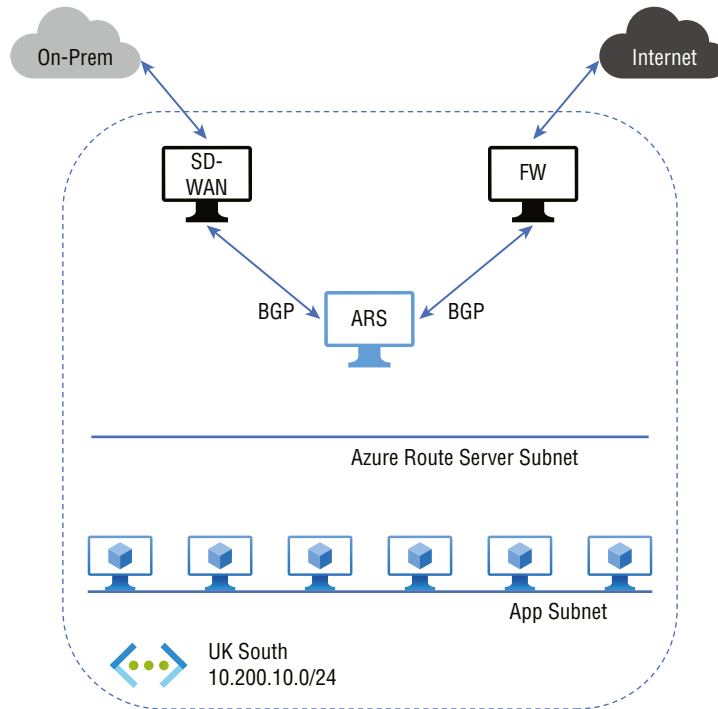 On-Prem
Internet
SD-
WAN
FW
BGP
ARS
BGP
Azure Route Server Subnet
App Subnet
UK South
10.200.10.0/24